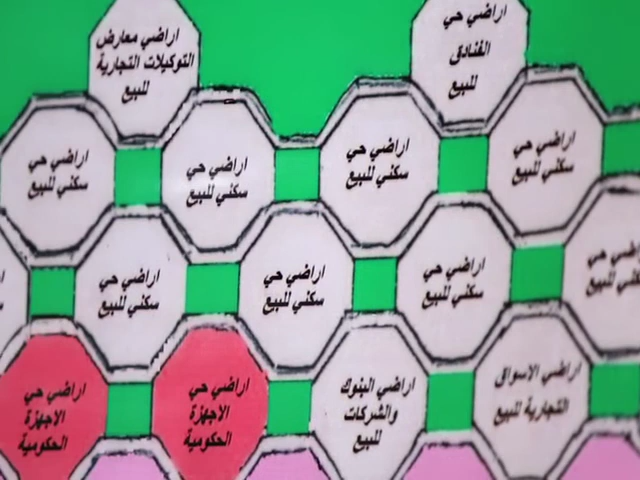 اراضي حي
الفنادق
للبيع
اراضي معارض
التوكيلات التجارية
للبيع
اراضي حي
سكني للبيع
اراضي حي
سكني للبيع
اراضي حي
سكني للبيع
اراضي حي
سكني للبيع
حي
للبيع
اراضي حي
سكني للبيع
اراضي حي
سكني للبيع
اراضي حي
سكني للبيع
اراضي الاسواق
التجارية للبيع
اراضي البنوك
والشركات
للبيع
اراضي حي
الاجهزة
الحكومية
اراضي حي
الاجهزة
الحكومية